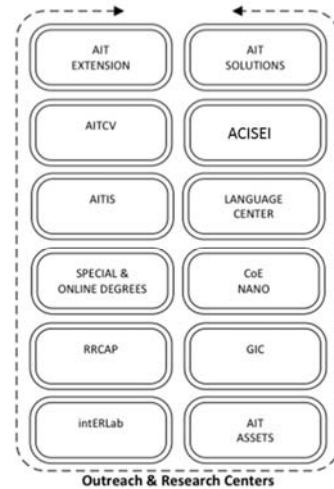 AIT
EXTENSION
AIT
SOLUTIONS
AITCV
ACISEI
AITIS
LANGUAGE
CENTER
SPECIAL &
ONLINE DEGREES
CoE
NANO
RRCAP
GIC
intERLab
AIT
ASSETS
Outreach & Research Centers